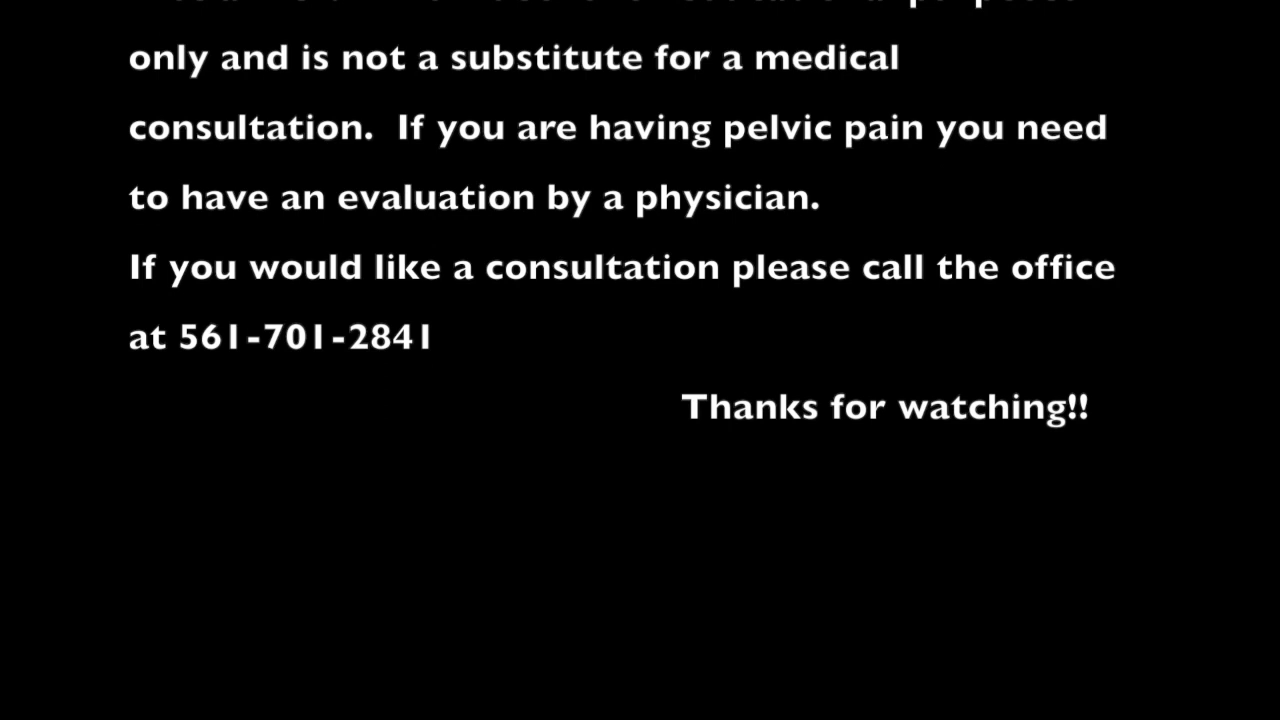 only and is not a substitute for a medical
consultation.  If you are having pelvic pain you need
to have an evaluation by a physician.
If you would like a consultation please call the office
at 561-701-2841
Thanks for watching!!